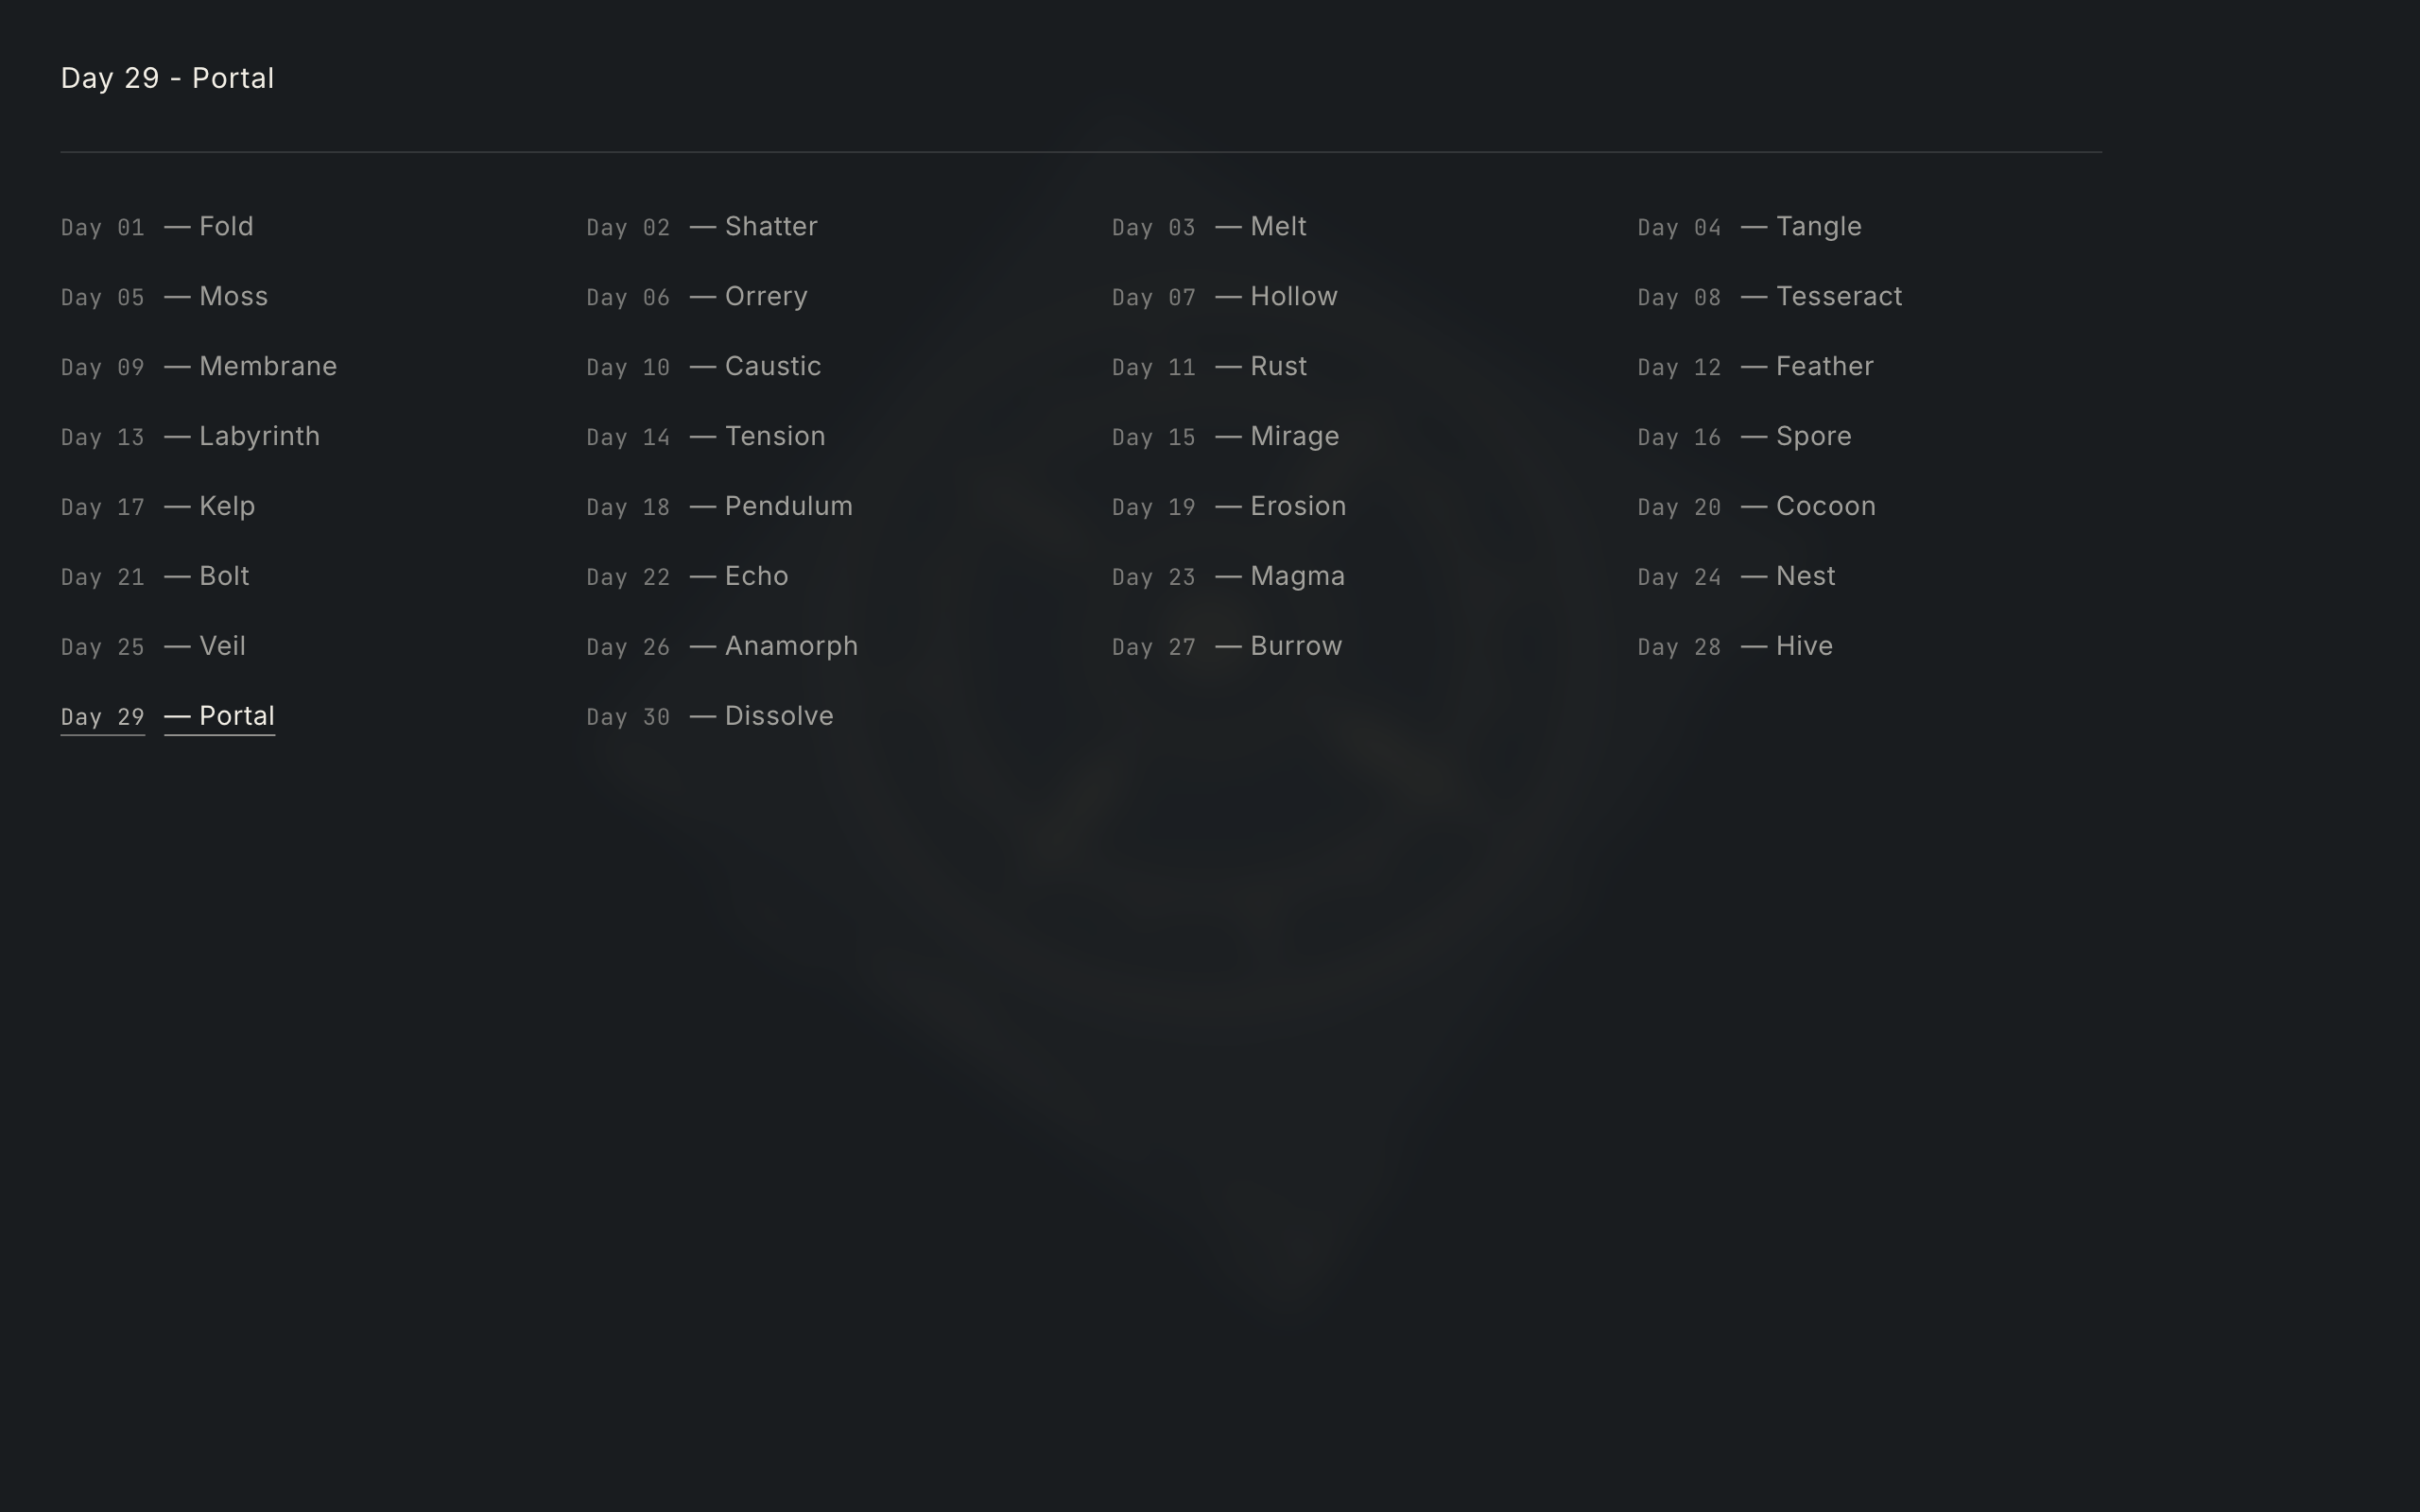 Day 29 - Portal
Day 01 — Fold Day 02 — Shatter Day 03 — Melt Day 04 — Tangle
Day 05 — Moss Day 06 — Orrery Day 07 — Hollow Day 08 — Tesseract
Day 09 — Membrane Day 10 — Caustic Day 11 — Rust Day 12 — Feather
Day 13 — Labyrinth Day 14 — Tension Day 15 — Mirage Day 16 — Spore
Day 17 — Kelp Day 18 — Pendulum Day 19 — Erosion Day 20 — Cocoon
Day 21 — Bolt Day 22 — Echo Day 23 — Magma Day 24 — Nest
Day 25 — Veil Day 26 — Anamorph Day 27 — Burrow Day 28 — Hive
Day 29 — Portal Day 30 — Dissolve